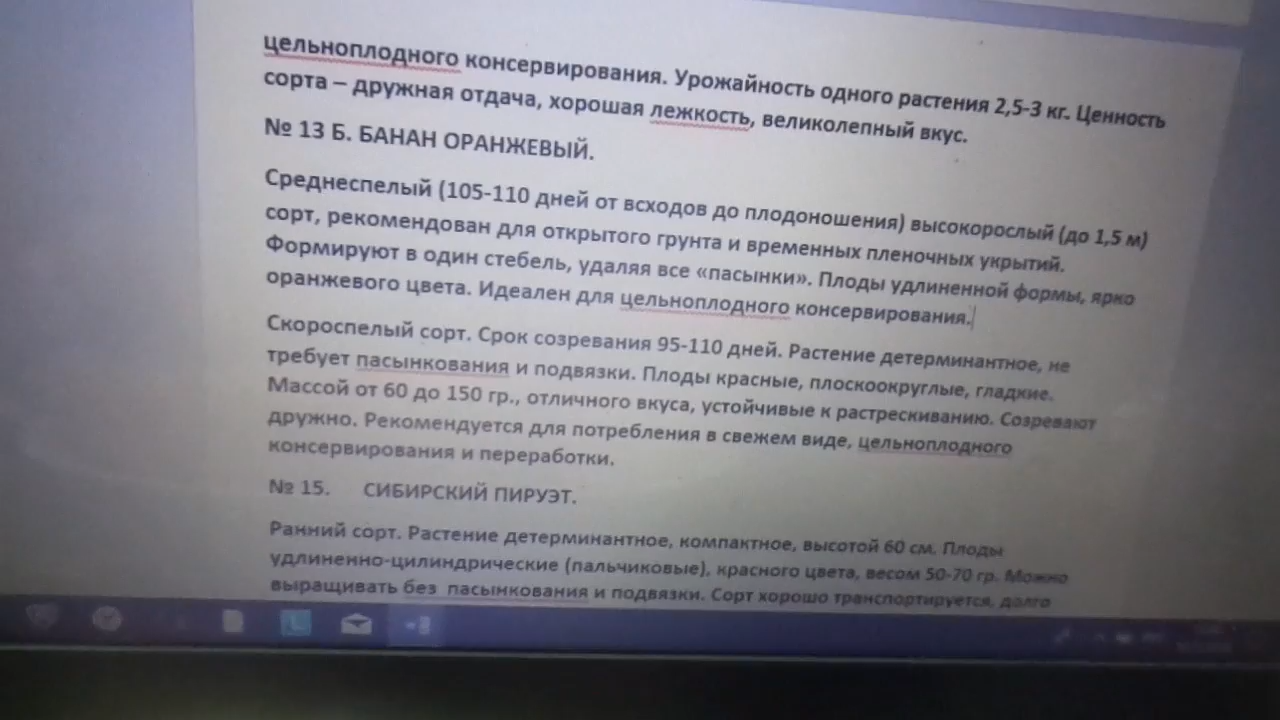 цельноплодного консервирования. Урожайность одного растения 2,5-3 кг. Ценность
сорта – дружная отдача, хорошая лежкость, великолепный вкус.
№ 13 Б. БАНАН ОРАНЖЕВЫЙ.
Среднеспелый (105-110 дней от всходов до плодоношения) высокорослый (до 1,5 м)
сорт, рекомендован для открытого грунта и временных пленочных укрытий.
Формируют в один стебель, удаляя все «пасынки». Плоды удлиненной формы, ярко
оранжевого цвета. Идеален для цельноплодного консервирования.
Скороспелый сорт. Срок созревания 95-110 дней. Растение детерминантное, не
требует пасынкования и подвязки. Плоды красные, плоскоокруглые, гладкие.
Массой от 60 до 150 гр., отличного вкуса, устойчивые к растрескиванию. Созревают
дружно. Рекомендуется для потребления в свежем виде, цельноплодного
консервирования и переработки.
№ 15. СИБИРСКИЙ ПИРУЭТ.
Ранний сорт. Растение детерминантное, компактное, высотой 60 см. Плоды
удлиненно-цилиндрические (пальчиковые), красного цвета, весом 50-70 гр. Можно
выращивать без пасынкования и подвязки. Сорт хорошо транспортируется, долго